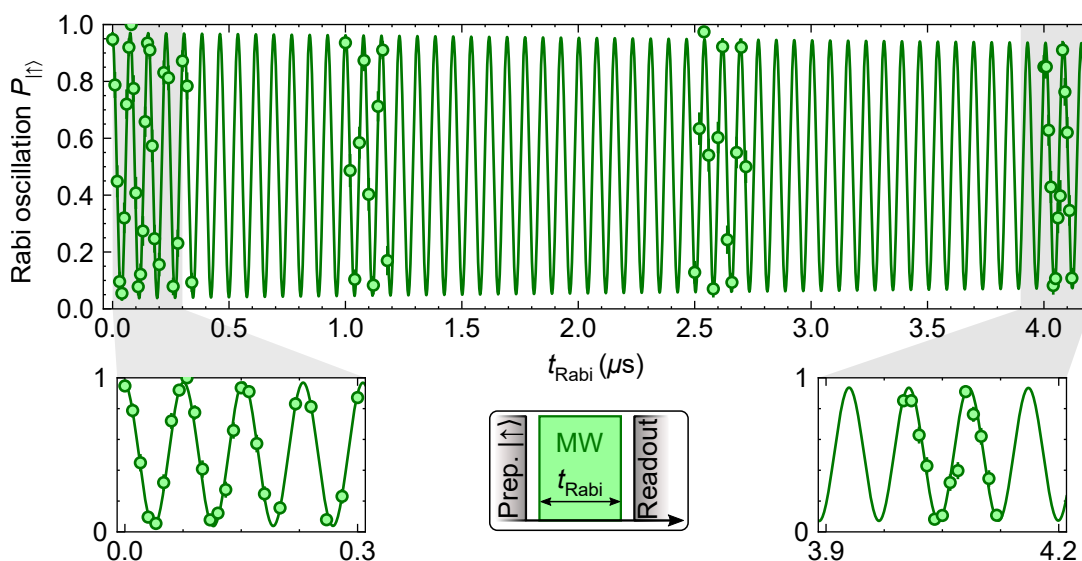 Rabi oscillation P|↑⟩
1.0
0.8
0.6
0.4
0.2
0.0
0.0 0.5 1.0 1.5 2.0 2.5 3.0 3.5 4.0
tRabi (μs)
1
0
0.0 0.3
Prep. |↑⟩
MW
tRabi
Readout
1
0
3.9 4.2